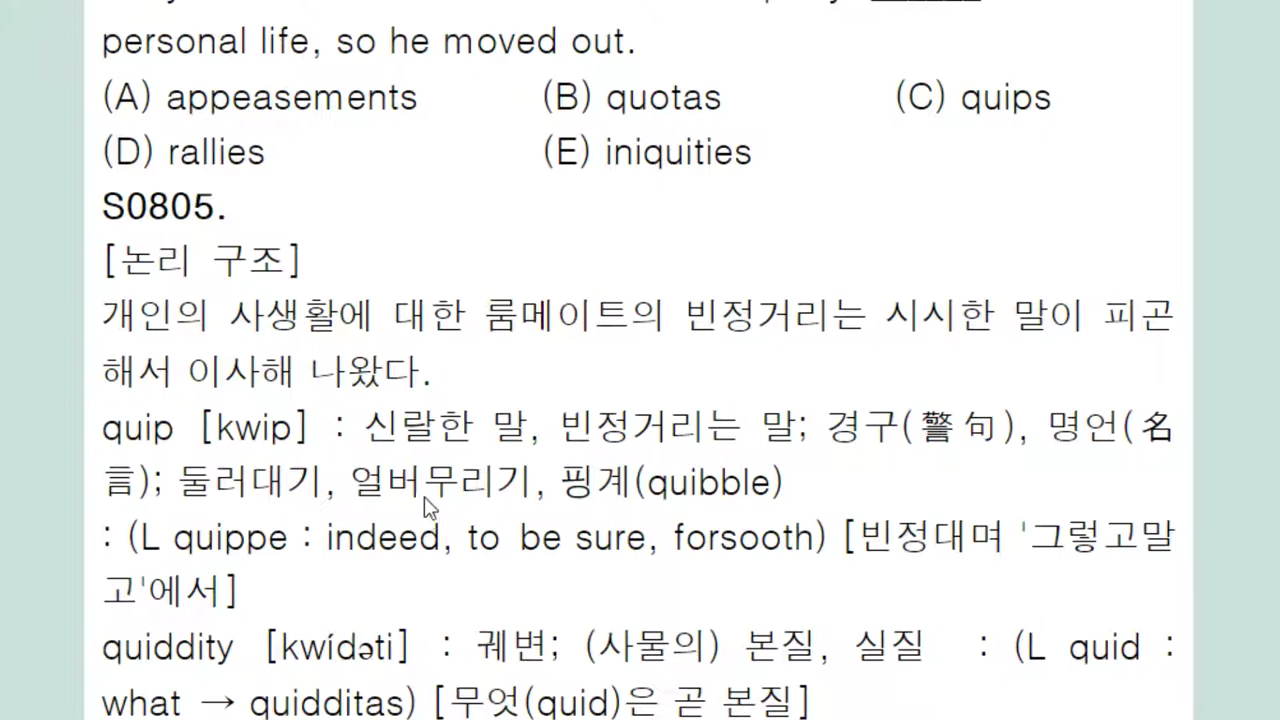 personal life, so he moved out.
(A) appeasements (B) quotas (C) quips
(D) rallies (E) iniquities
S0805.
[논리 구조]
개인의 사생활에 대한 룸메이트의 빈정거리는 시시한 말이 피곤
해서 이사해 나왔다.
quip [kwip] : 신랄한 말, 빈정거리는 말; 경구(警句), 명언(名
言); 둘러대기, 얼버무리기, 핑계(quibble)
: (L quippe : indeed, to be sure, forsooth) [빈정대며 '그렇고말
고'에서]
quiddity [kwídəti] : 궤변; (사물의) 본질, 실질 : (L quid :
what → quidditas) [무엇(quid)은 곧 본질]